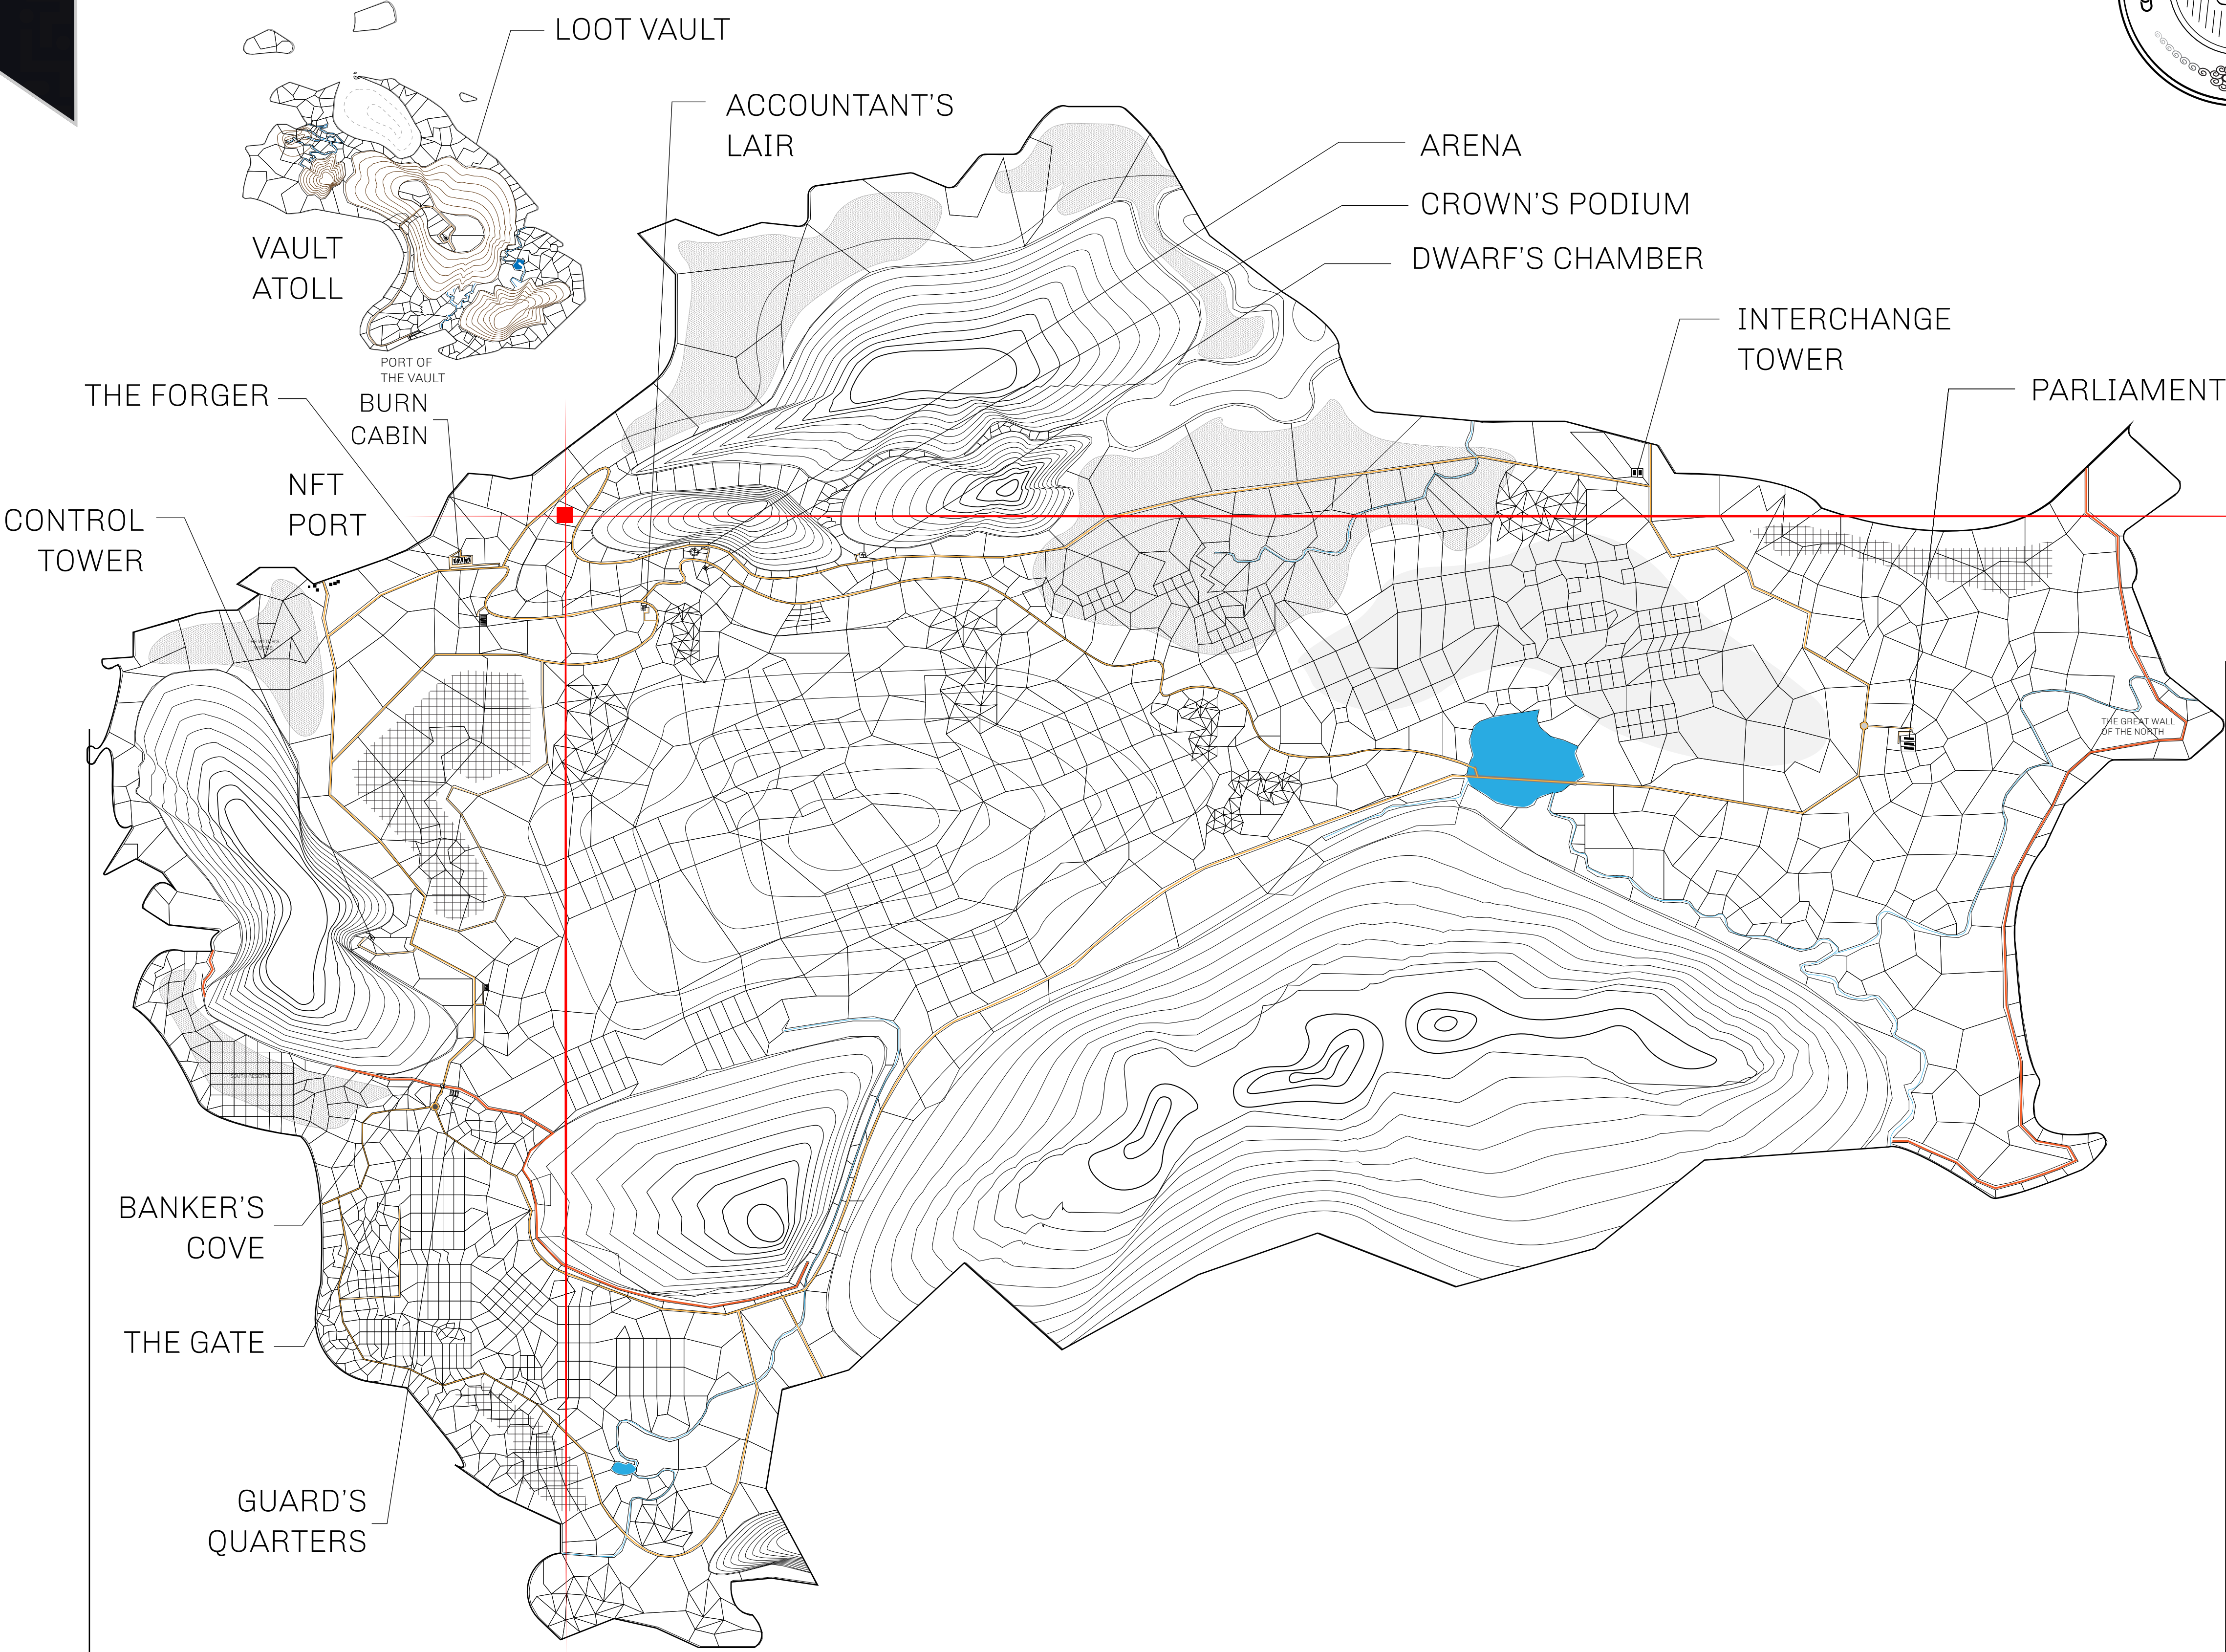 LOOT VAULT
ACCOUNTANT'S
LAIR
ARENA
CROWN'S PODIUM
DWARF'S CHAMBER
VAULT
ATOLL
INTERCHANGE
TOWER
PORT OF
THE VAULT
PARLIAMENT
THE FORGER
BURN
CABIN
NFT
PORT
CONTROL
TOWER
THE GREAT WALL
OF THE NORTH
SOUTH RESERVE
BANKER'S
COVE
THE GATE
GUARD'S
QUARTERS